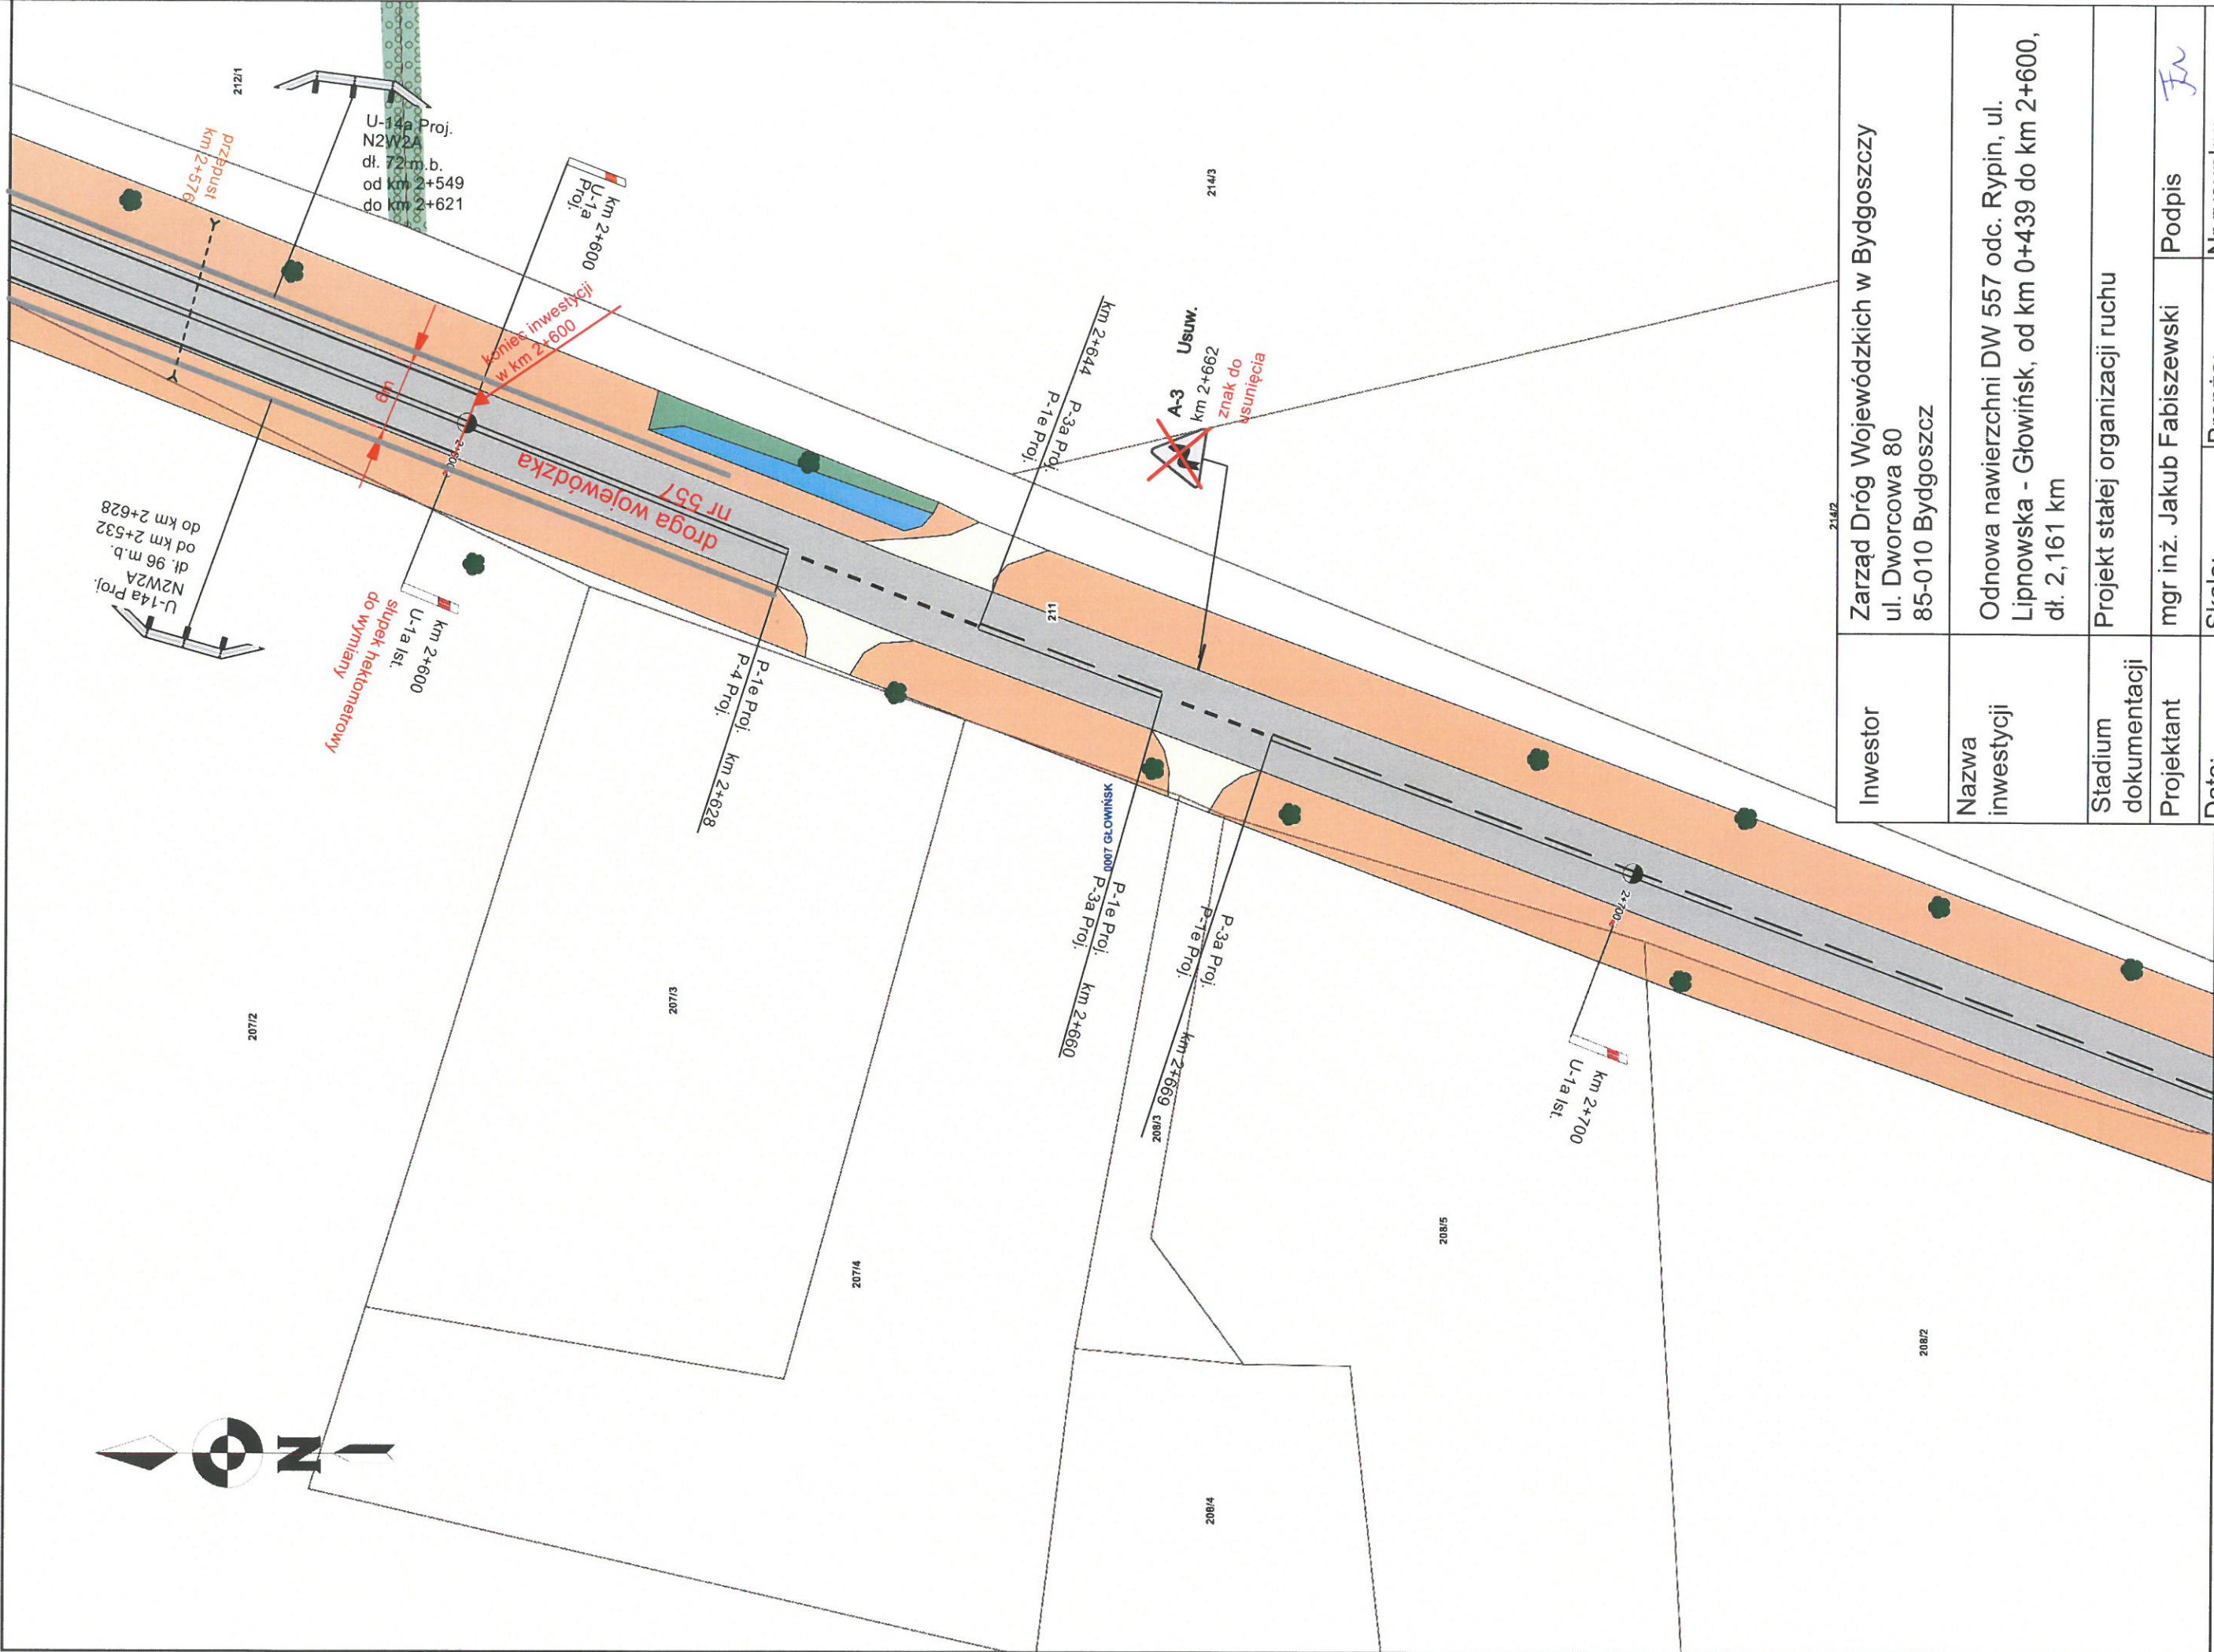 212/1
przepust
km 2+576
U-14a Proj.
N2W2A
dł. 72 m.b.
od km 2+549
do km 2+621
km 2+600
U-1a
Proj.
koniec inwestycji
w km 2+600
6m
2+600
droga wojewódzka
nr 557
U-14a Proj.
N2W2A
dł. 96 m.b.
od km 2+532
do km 2+628
km 2+600
U-1a Ist.
słupek hektometrowy
do wymiany
214/3
km 2+644
P-3a Proj.
P-1e Proj.
A-3
Usuw.
km 2+662
znak do
usunięcia
211
214/2
P-1e Proj.
km 2+628
P-4 Proj.
0007 GŁOWIŃSK
P-1e Proj.
km 2+660
P-3a Proj.
P-3a Proj.
km 2+669
P-1e Proj.
208/3
2+700
km 2+700
U-1a Ist.
207/2
207/3
207/4
208/5
208/2
208/4
N
Inwestor
Zarząd Dróg Wojewódzkich w Bydgoszczy
ul. Dworcowa 80
85-010 Bydgoszcz
Nazwa
inwestycji
Odnowa nawierzchni DW 557 odc. Rypin, ul.
Lipnowska - Głowińsk, od km 0+439 do km 2+600,
dł. 2,1161 km
Stadium
dokumentacji
Projekt stałej organizacji ruchu
Projektant
mgr inż. Jakub Fabiszewski
Podpis